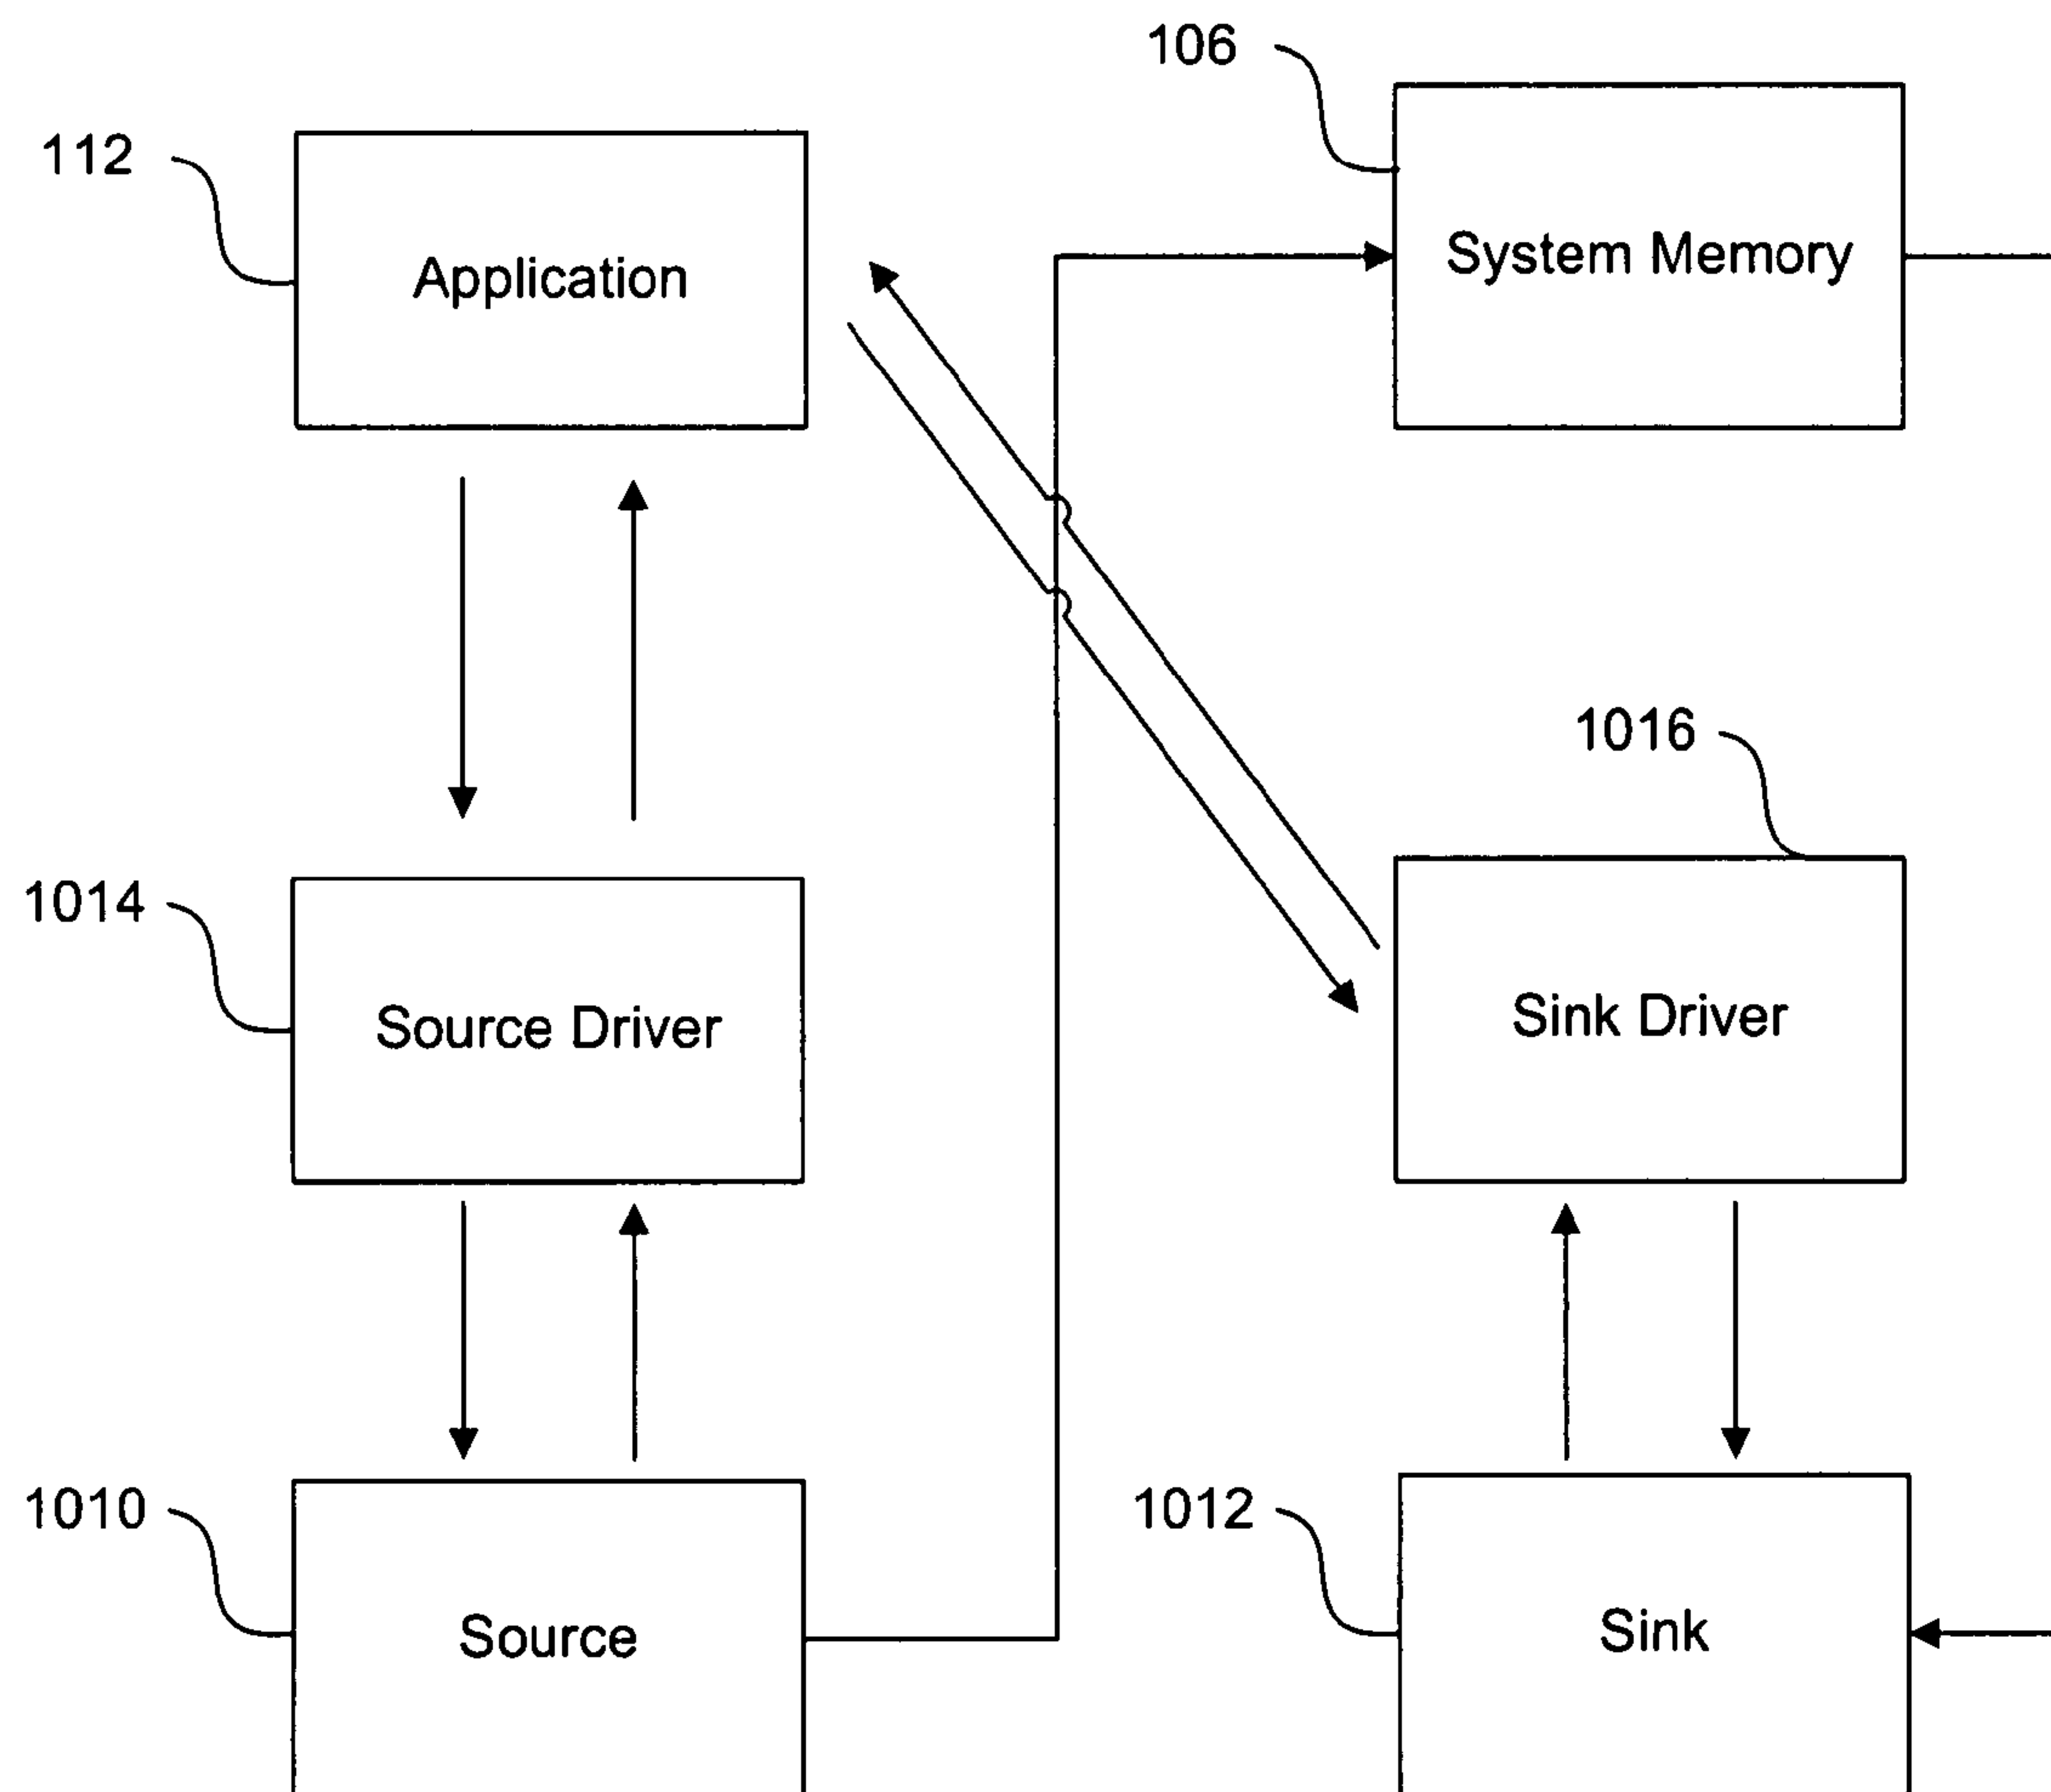 106
112
System Memory
Application
1016
1014
Sink Driver
Source Driver
1010
1012
Sink
Source